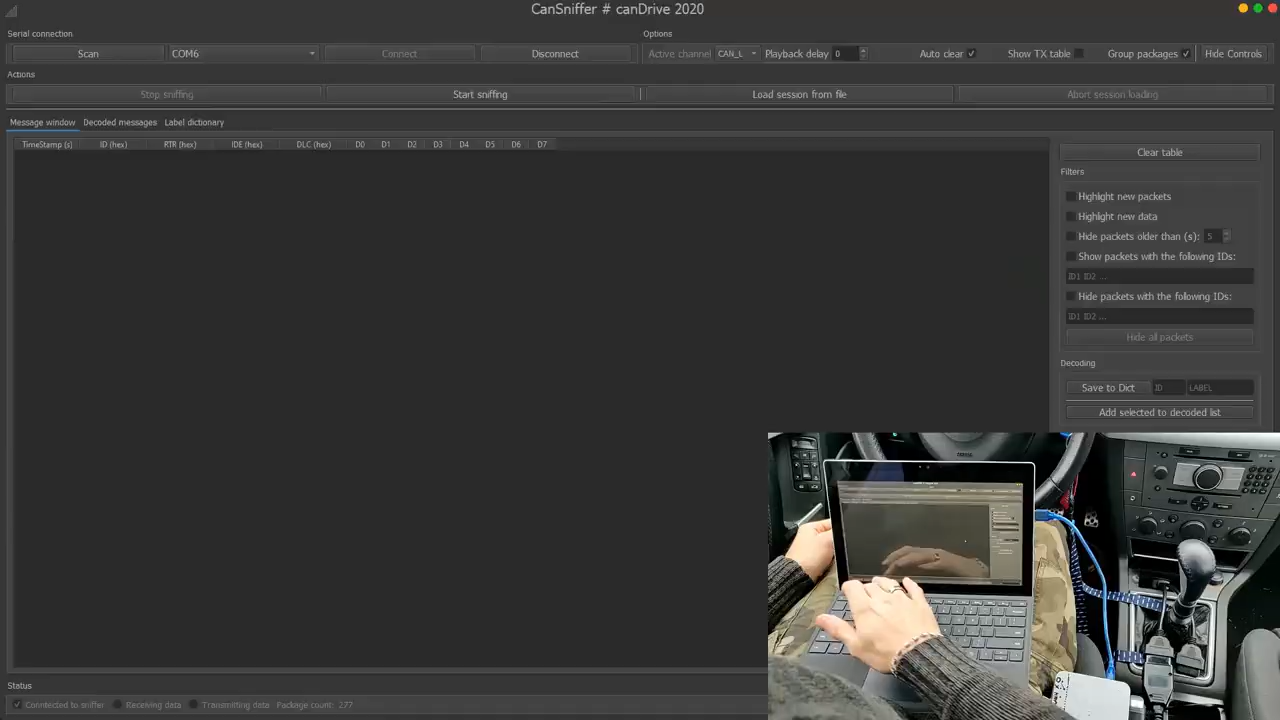 CanSniffer # canDrive 2020
Serial connection
Options
Scan
COM6
Connect
Disconnect
Active channel
CAN_L
Playback delay
0
Auto clear
Show TX table
Group packages
Hide Controls
Actions
Stop sniffing
Start sniffing
Load session from file
Abort session loading
Message window
Decoded messages
Label dictionary
TimeStamp (s)
ID (hex)
RTR (hex)
IDE (hex)
DLC (hex)
D0
D1
D2
D3
D4
D5
D6
D7
Clear table
Filters
Highlight new packets
Highlight new data
Hide packets older than (s):
5
Show packets with the following IDs:
ID1 ID2 ...
Hide packets with the following IDs:
ID1 ID2 ...
Hide all packets
Decoding
Save to Dict
ID
LABEL
Add selected to decoded list
Status
Connected to sniffer
Receiving data
Transmitting data
Package count: 277